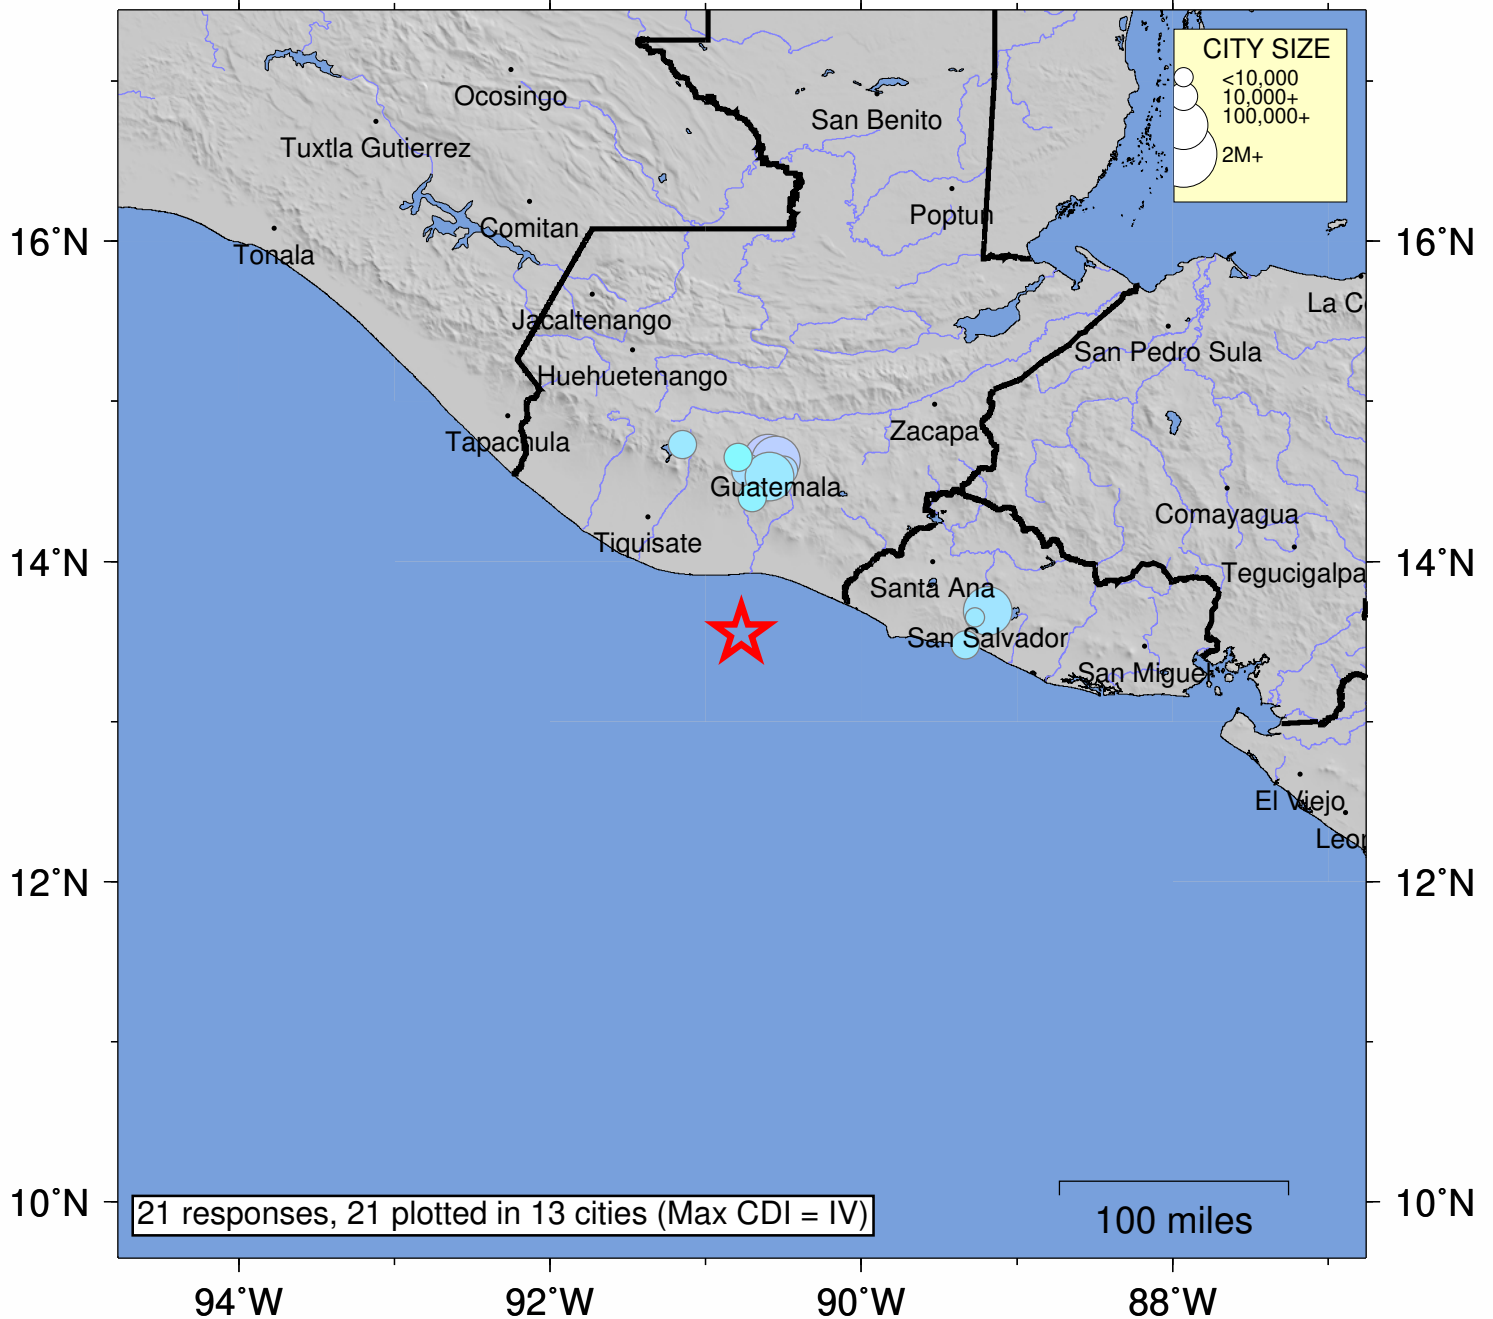 CITY SIZE
<10,000
10,000+
100,000+
2M+
Ocosingo
San Benito
Tuxtla Gutierrez
Poptun
Comitan
16°N
16°N
Tonala
La Ce
Jacaltenango
San Pedro Sula
Huehuetenango
Zacapa
Tapachula
Guatemala
Comayagua
Tiquisate
14°N
14°N
Tegucigalpa
Santa Ana
San Salvador
San Miguel
El Viejo
Leon
12°N
12°N
10°N
10°N
21 responses, 21 plotted in 13 cities (Max CDI = IV)
100 miles
94°W
92°W
90°W
88°W